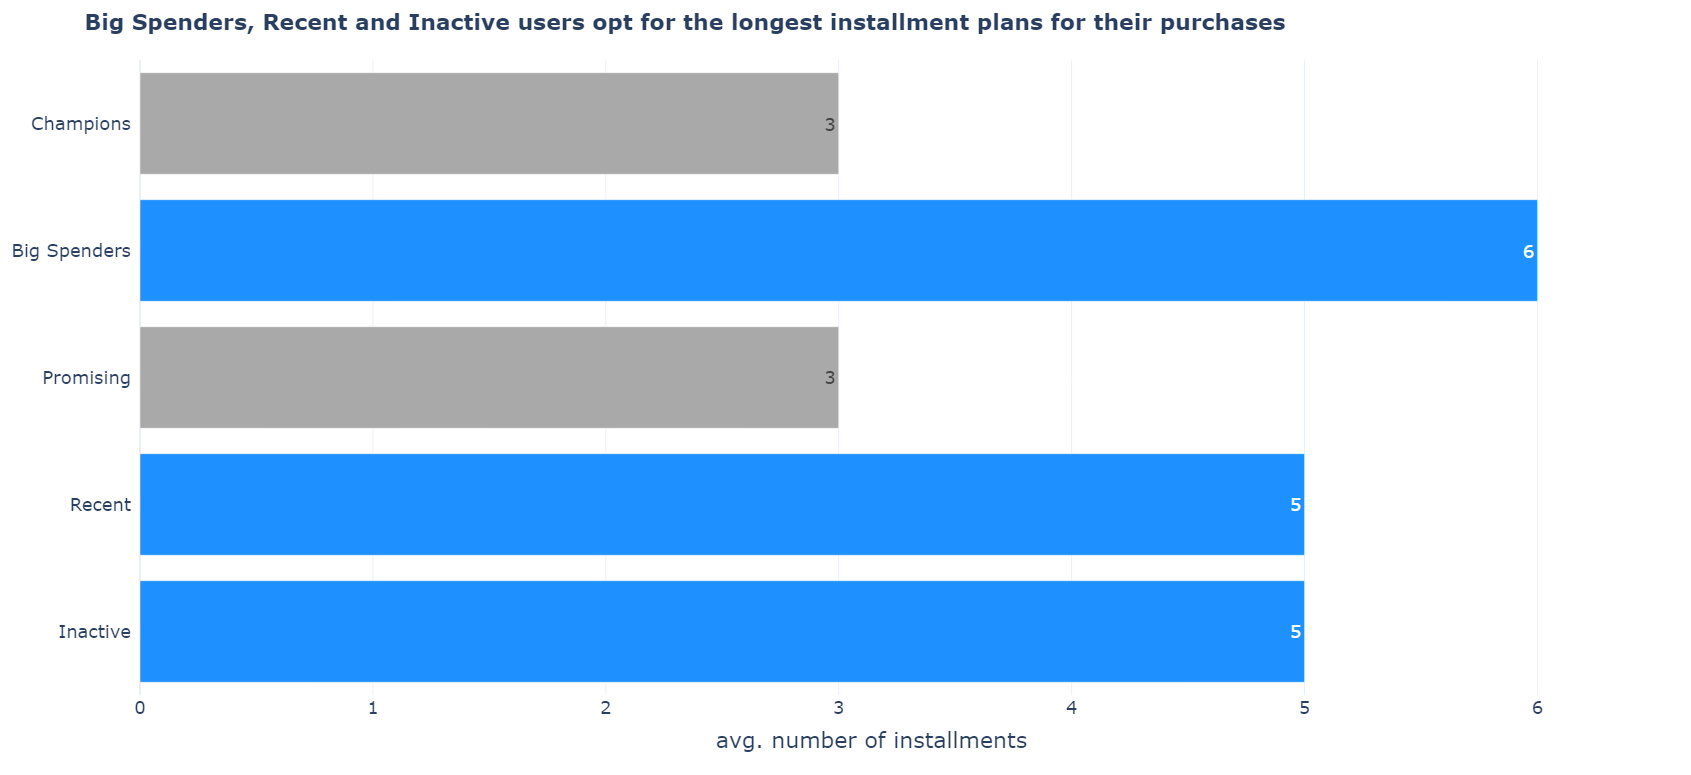 Big Spenders, Recent and Inactive users opt for the longest installment plans for their purchases
Champions
3
Big Spenders
6
Promising
3
Recent
5
Inactive
5
0 1 2 3 4 5 6
avg. number of installments